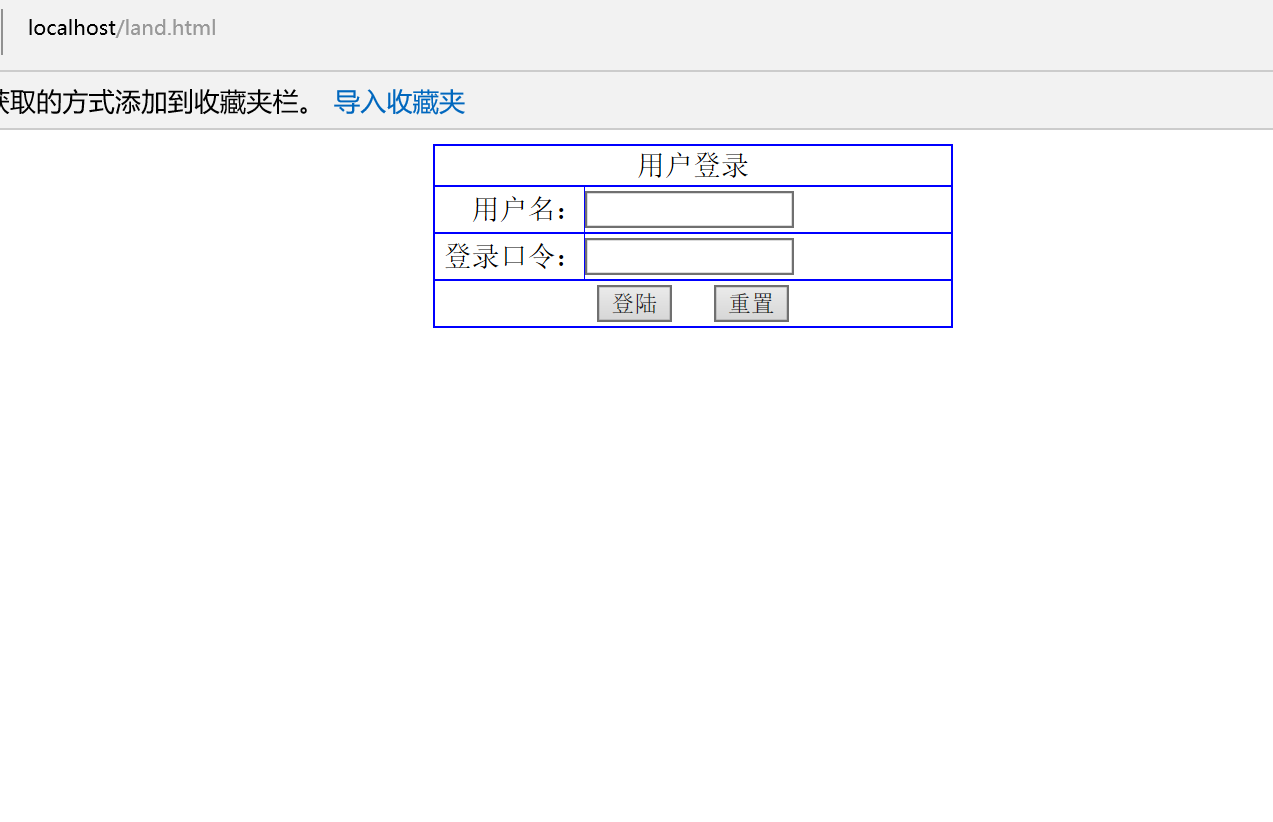 localhost/land.html
获取的方式添加到收藏夹栏。 导入收藏夹
用户登录
用户名：
登录口令：
登陆 重置